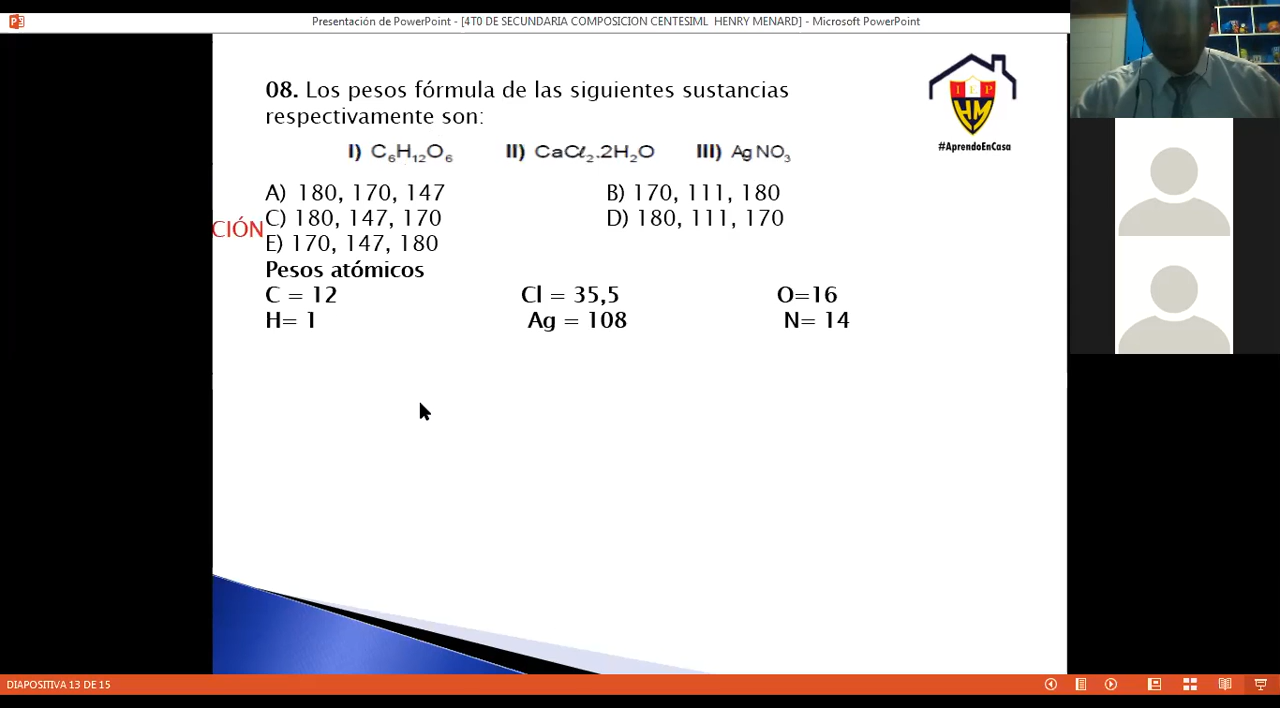 Presentación de PowerPoint - [4T0 DE SECUNDARIA COMPOSICION CENTESIML HENRY MENARD] - Microsoft PowerPoint
08. Los pesos fórmula de las siguientes sustancias
respectivamente son:
I) C₆H₁₂O₆ II) CaCℓ₂.2H₂O III) AgNO₃
A) 180, 170, 147 B) 170, 111, 180
C) 180, 147, 170 D) 180, 111, 170
CIÓN
E) 170, 147, 180
Pesos atómicos
C = 12 Cl = 35,5 O=16
H= 1 Ag = 108 N= 14
I E P
HM
#AprendoEnCasa
DIAPOSITIVA 13 DE 15